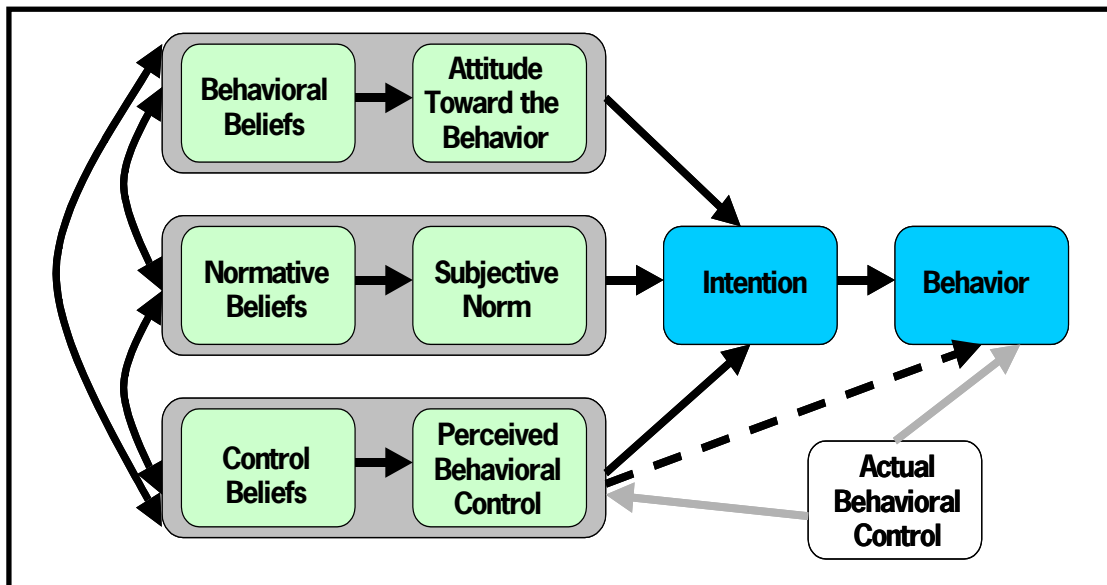 Behavioral
Beliefs
Attitude
Toward the
Behavior
Normative
Beliefs
Subjective
Norm
Intention
Behavior
Control
Beliefs
Perceived
Behavioral
Control
Actual
Behavioral
Control